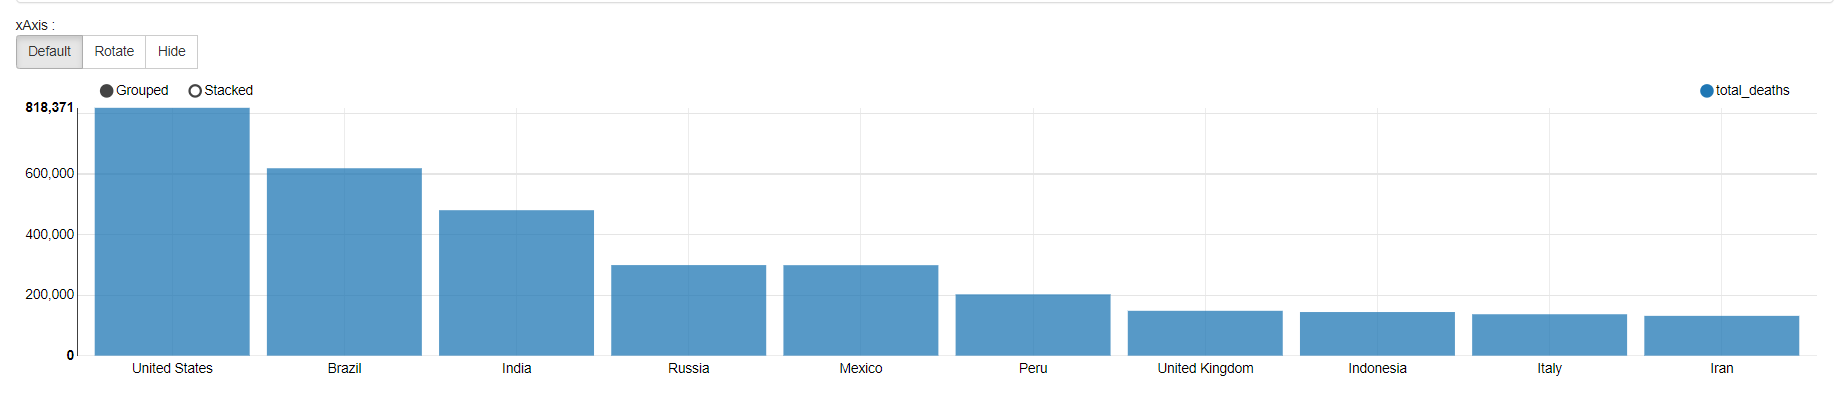 xAxis :
Default Rotate Hide
Grouped Stacked total_deaths
818,371
600,000
400,000
200,000
0
United States Brazil India Russia Mexico Peru United Kingdom Indonesia Italy Iran